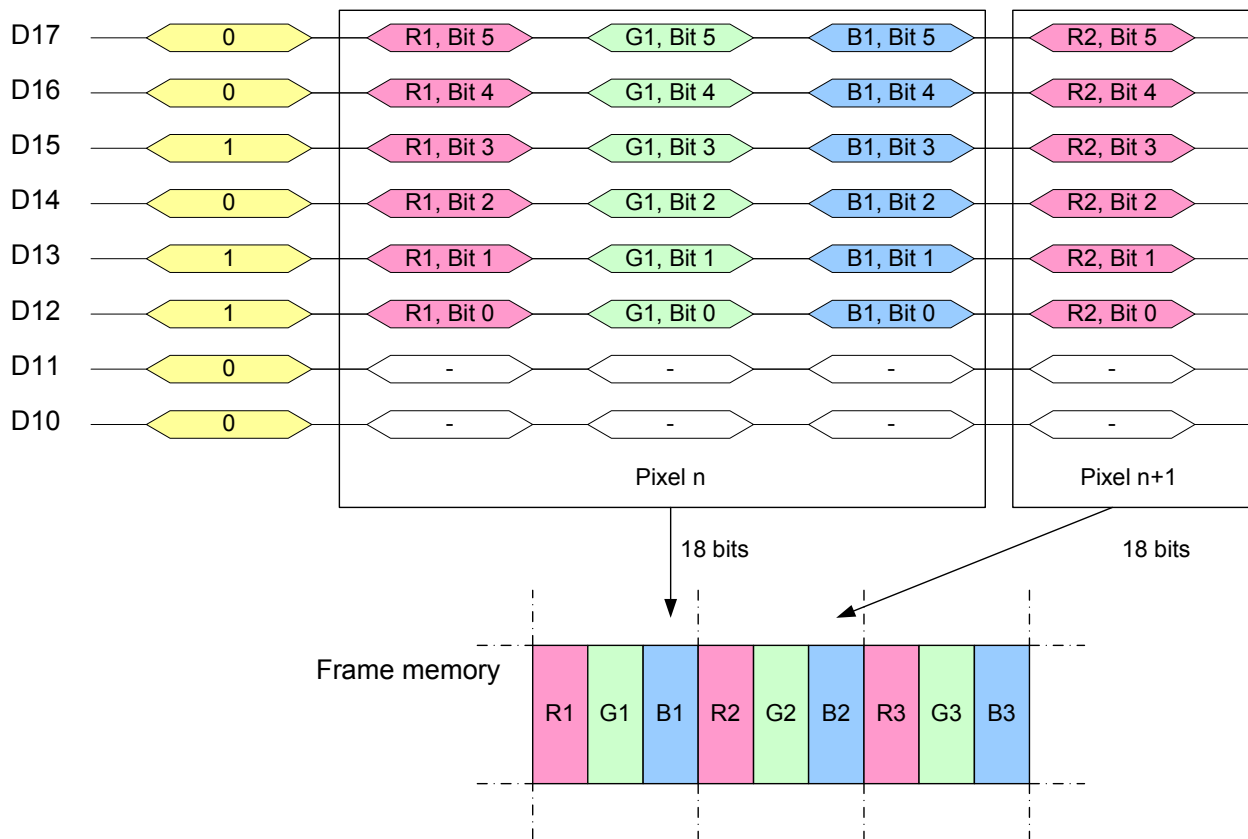 D17 0 R1, Bit 5 G1, Bit 5 B1, Bit 5 R2, Bit 5
D16 0 R1, Bit 4 G1, Bit 4 B1, Bit 4 R2, Bit 4
D15 1 R1, Bit 3 G1, Bit 3 B1, Bit 3 R2, Bit 3
D14 0 R1, Bit 2 G1, Bit 2 B1, Bit 2 R2, Bit 2
D13 1 R1, Bit 1 G1, Bit 1 B1, Bit 1 R2, Bit 1
D12 1 R1, Bit 0 G1, Bit 0 B1, Bit 0 R2, Bit 0
D11 0 - - - -
D10 0 - - - -
Pixel n Pixel n+1
18 bits 18 bits
Frame memory
R1 G1 B1 R2 G2 B2 R3 G3 B3